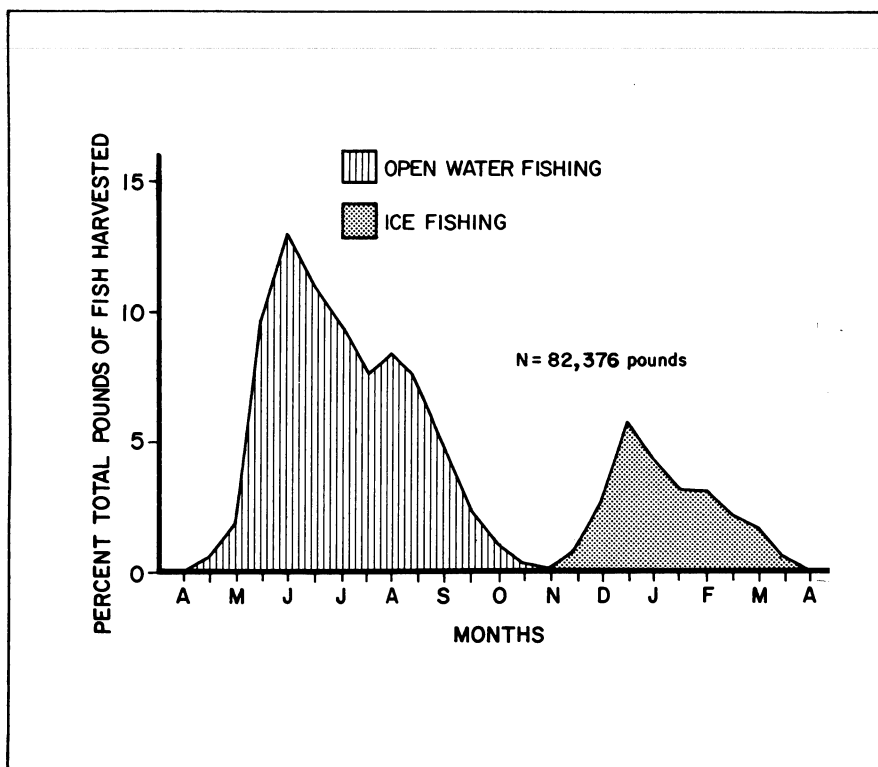 PERCENT TOTAL POUNDS OF FISH HARVESTED
OPEN WATER FISHING
ICE FISHING
N = 82,376 pounds
15
10
5
0
A M J J A S O N D J F M A
MONTHS